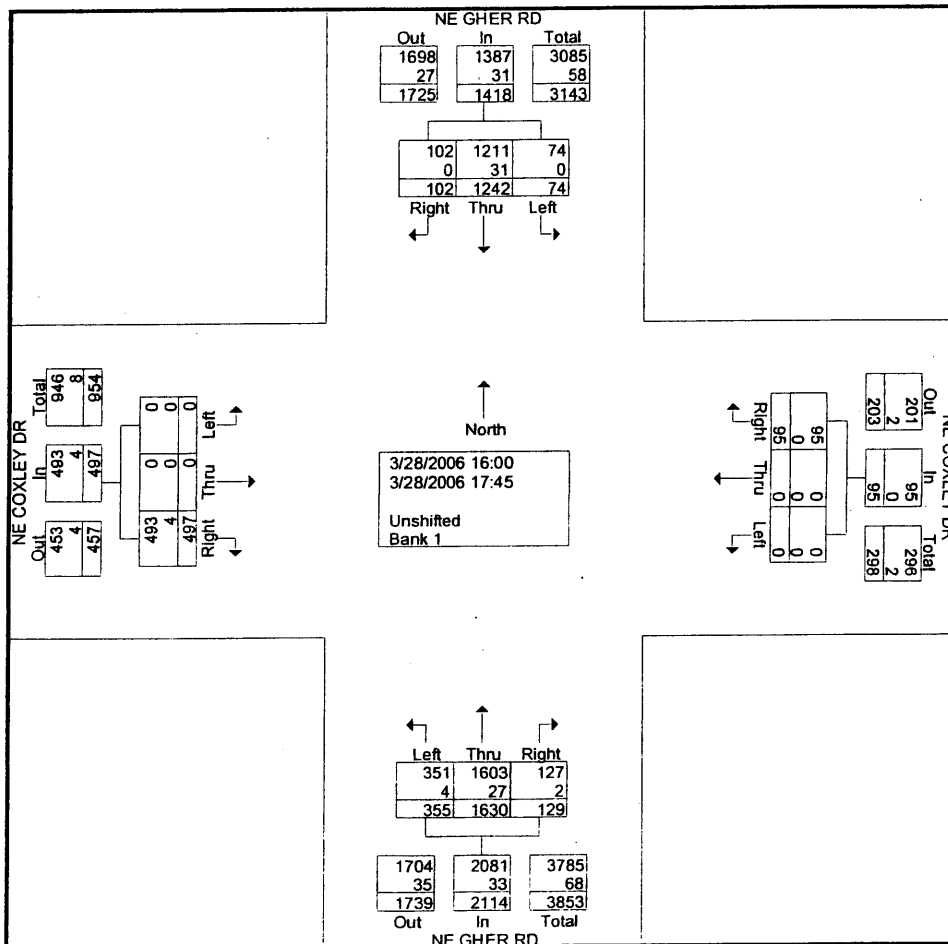 NE GHER RD
Out In Total
1698 1387 3085
27 31 58
1725 1418 3143
102 1211 74
0 31 0
102 1242 74
Right Thru Left
NE COXLEY DR
Total In Out
946 493 453
8 4 4
954 497 457
0 0 493
0 0 4
0 0 497
Left Thru Right
North
3/28/2006 16:00
3/28/2006 17:45
Unshifted
Bank 1
Right Thru Left
95 0 0
0 0 0
95 0 0
Out In Total
201 95 296
2 0 2
203 95 298
NE COXLEY DR
Left Thru Right
351 1603 127
4 27 2
355 1630 129
1704 2081 3785
35 33 68
1739 2114 3853
Out In Total
NE GHER RD